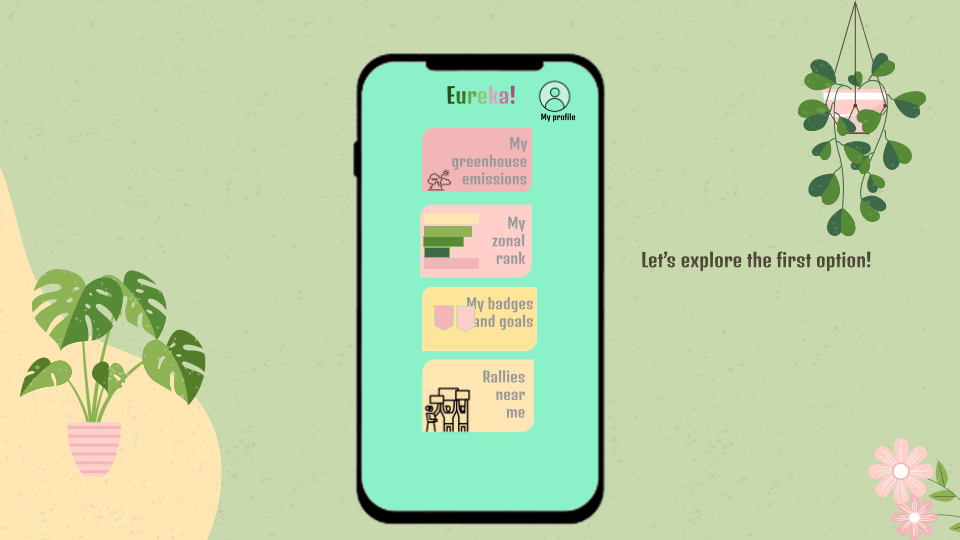 Eureka!
My profile
My
greenhouse
emissions
My
zonal
rank
My badges
and goals
Rallies
near
me
Let's explore the first option!